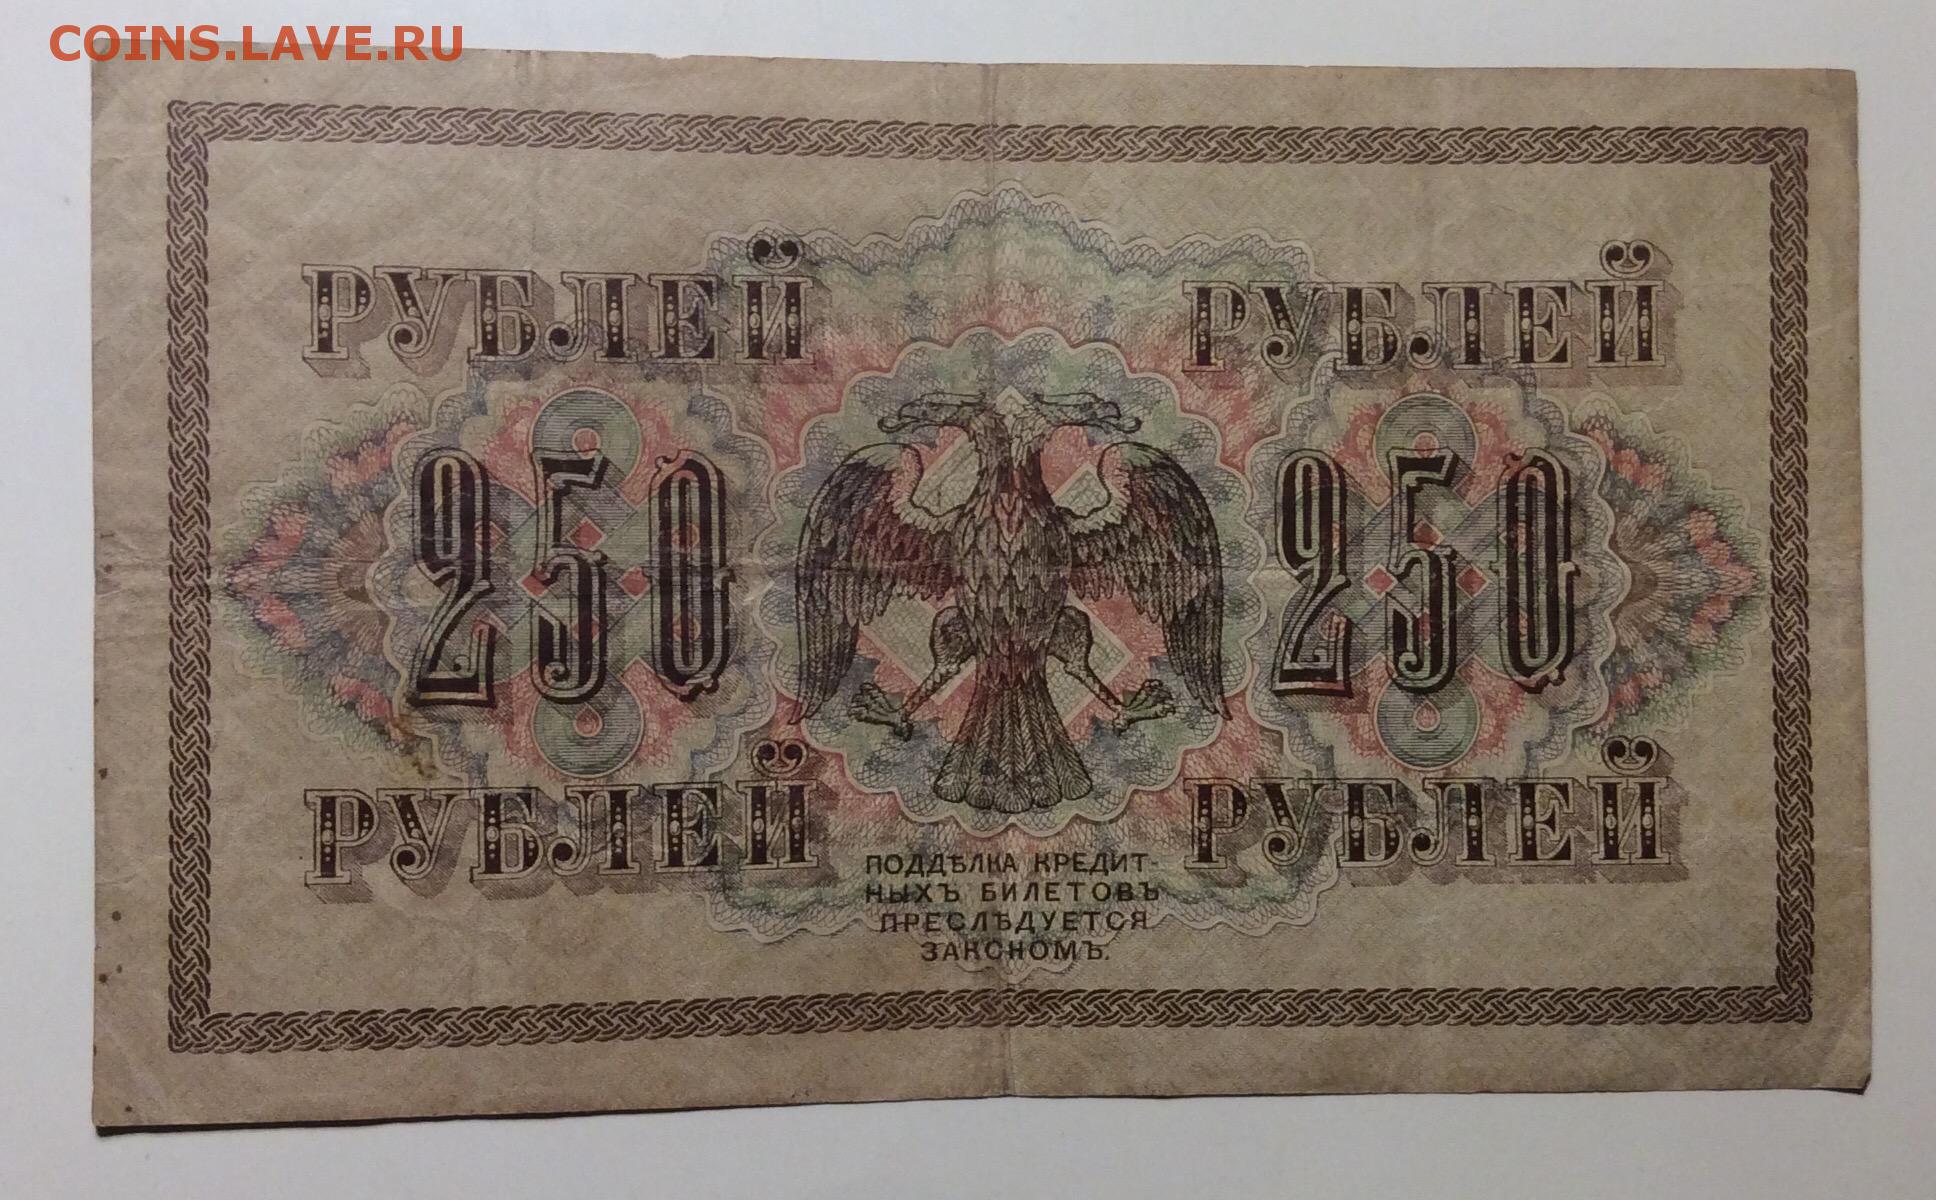 COINS.LAVE.RU
РУБЛЕЙ РУБЛЕЙ
250 250
РУБЛЕЙ РУБЛЕЙ
ПОДДѢЛКА КРЕДИТ-
НЫХЪ БИЛЕТОВЪ
ПРЕСЛѢДУЕТСЯ
ЗАКОНОМЪ.